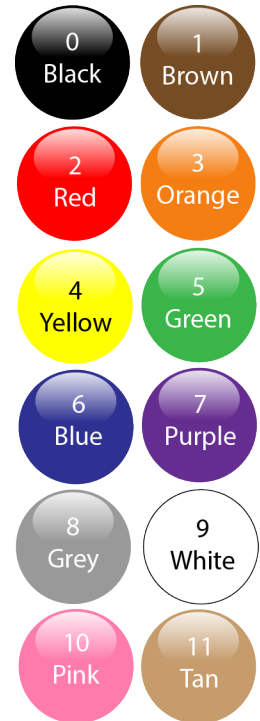 0
Black
1
Brown
2
Red
3
Orange
4
Yellow
5
Green
6
Blue
7
Purple
8
Grey
9
White
10
Pink
11
Tan